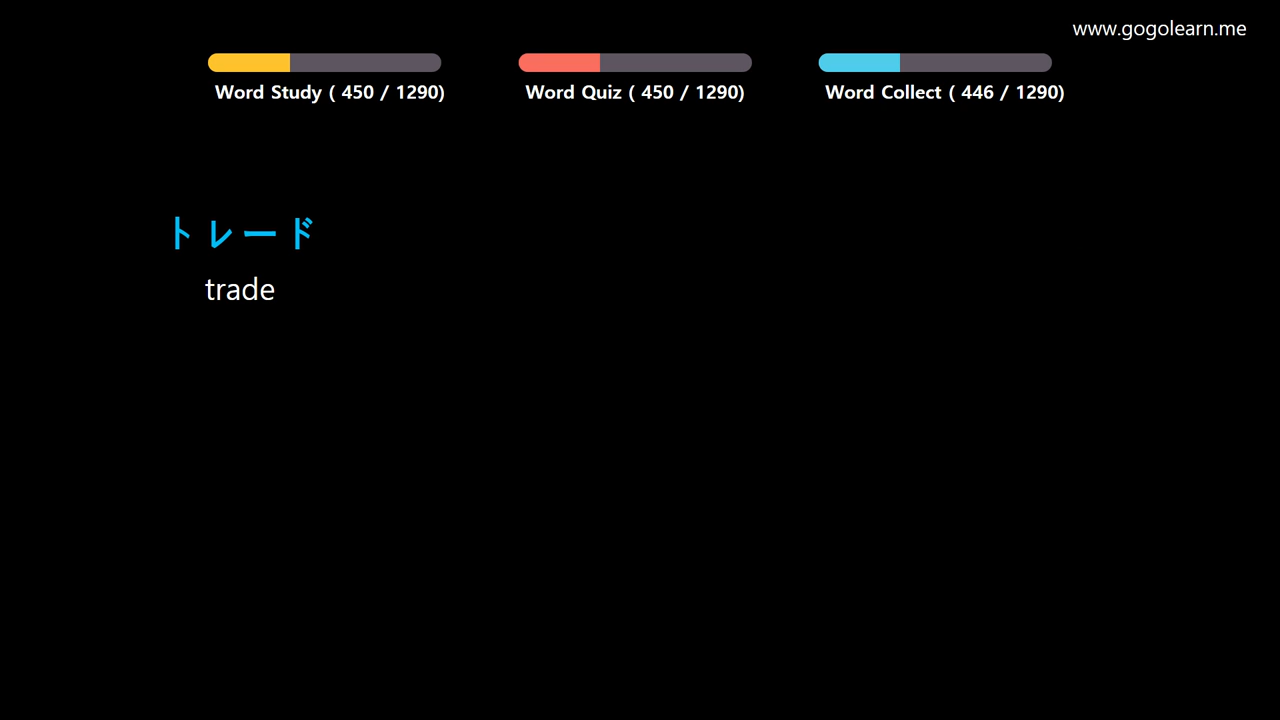 www.gogolearn.me
Word Study ( 450 / 1290)
Word Quiz ( 450 / 1290)
Word Collect ( 446 / 1290)
トレード
trade